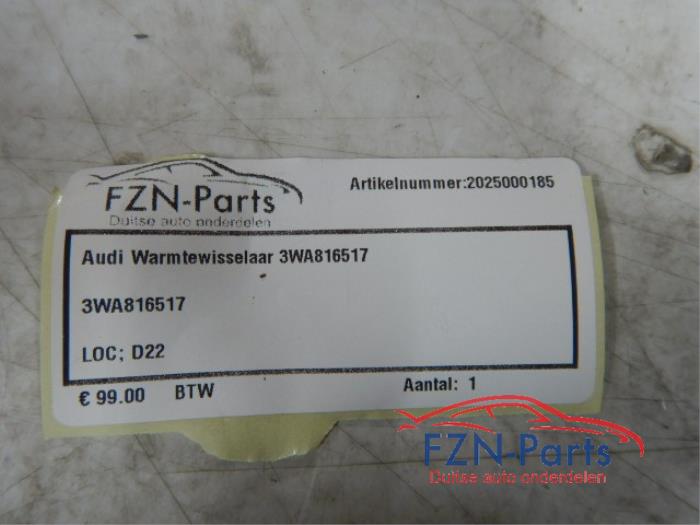 FZN-Parts
Duitse auto onderdelen
Artikelnummer:2025000185
Audi Warmtewisselaar 3WA816517
3WA816517
LOC; D22
€ 99.00 BTW Aantal: 1
FZN-Parts
Duitse auto onderdelen